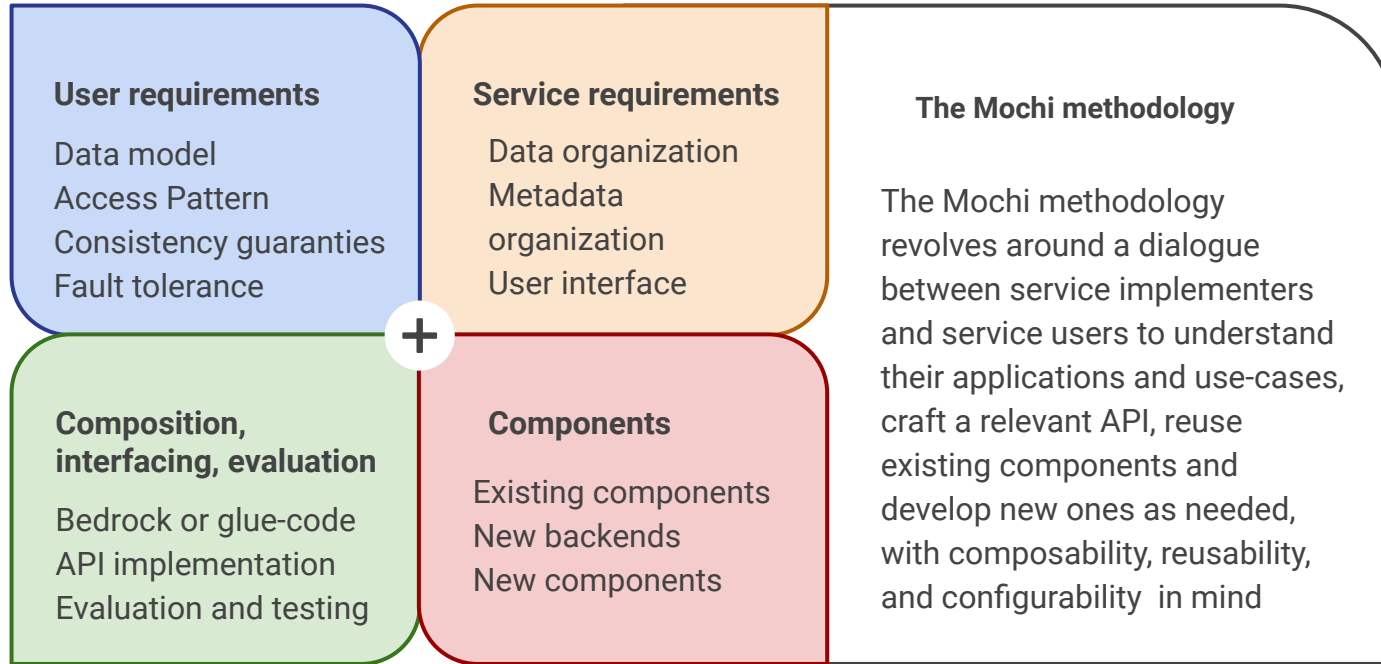 User requirements
Data model
Access Pattern
Consistency guaranties
Fault tolerance
Service requirements
Data organization
Metadata
organization
User interface
+
Composition,
interfacing, evaluation
Bedrock or glue-code
API implementation
Evaluation and testing
Components
Existing components
New backends
New components
The Mochi methodology
The Mochi methodology
revolves around a dialogue
between service implementers
and service users to understand
their applications and use-cases,
craft a relevant API, reuse
existing components and
develop new ones as needed,
with composability, reusability,
and configurability  in mind